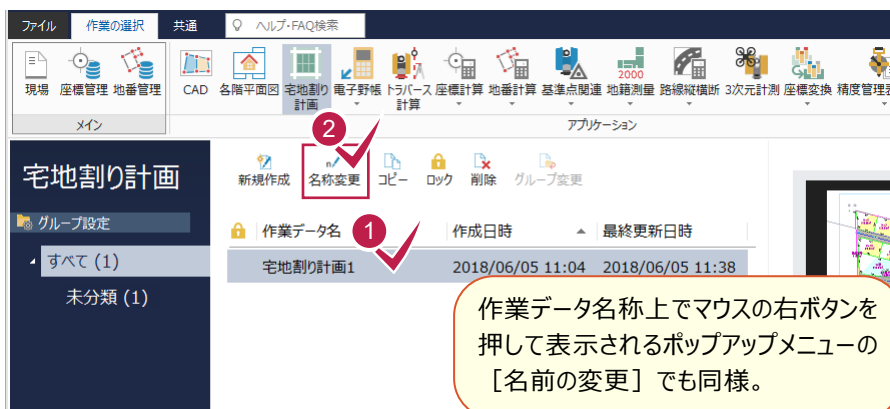 ファイル 作業の選択 共通 ヘルプ・FAQ検索
現場 座標管理 地番管理 CAD 各階平面図 宅地割り計画 電子野帳 トラバース計算 座標計算 地番計算 基準点関連 2000 地籍測量 路線縦横断 3次元計測 座標変換 精度管理
メイン アプリケーション
2
宅地割り計画
新規作成 名称変更 コピー ロック 削除 グループ変更
グループ設定
作業データ名 1 作成日時 最終更新日時
すべて (1)
宅地割り計画1 2018/06/05 11:04 2018/06/05 11:38
未分類 (1)
作業データ名称上でマウスの右ボタンを
押して表示されるポップアップメニューの
［名前の変更］でも同様。